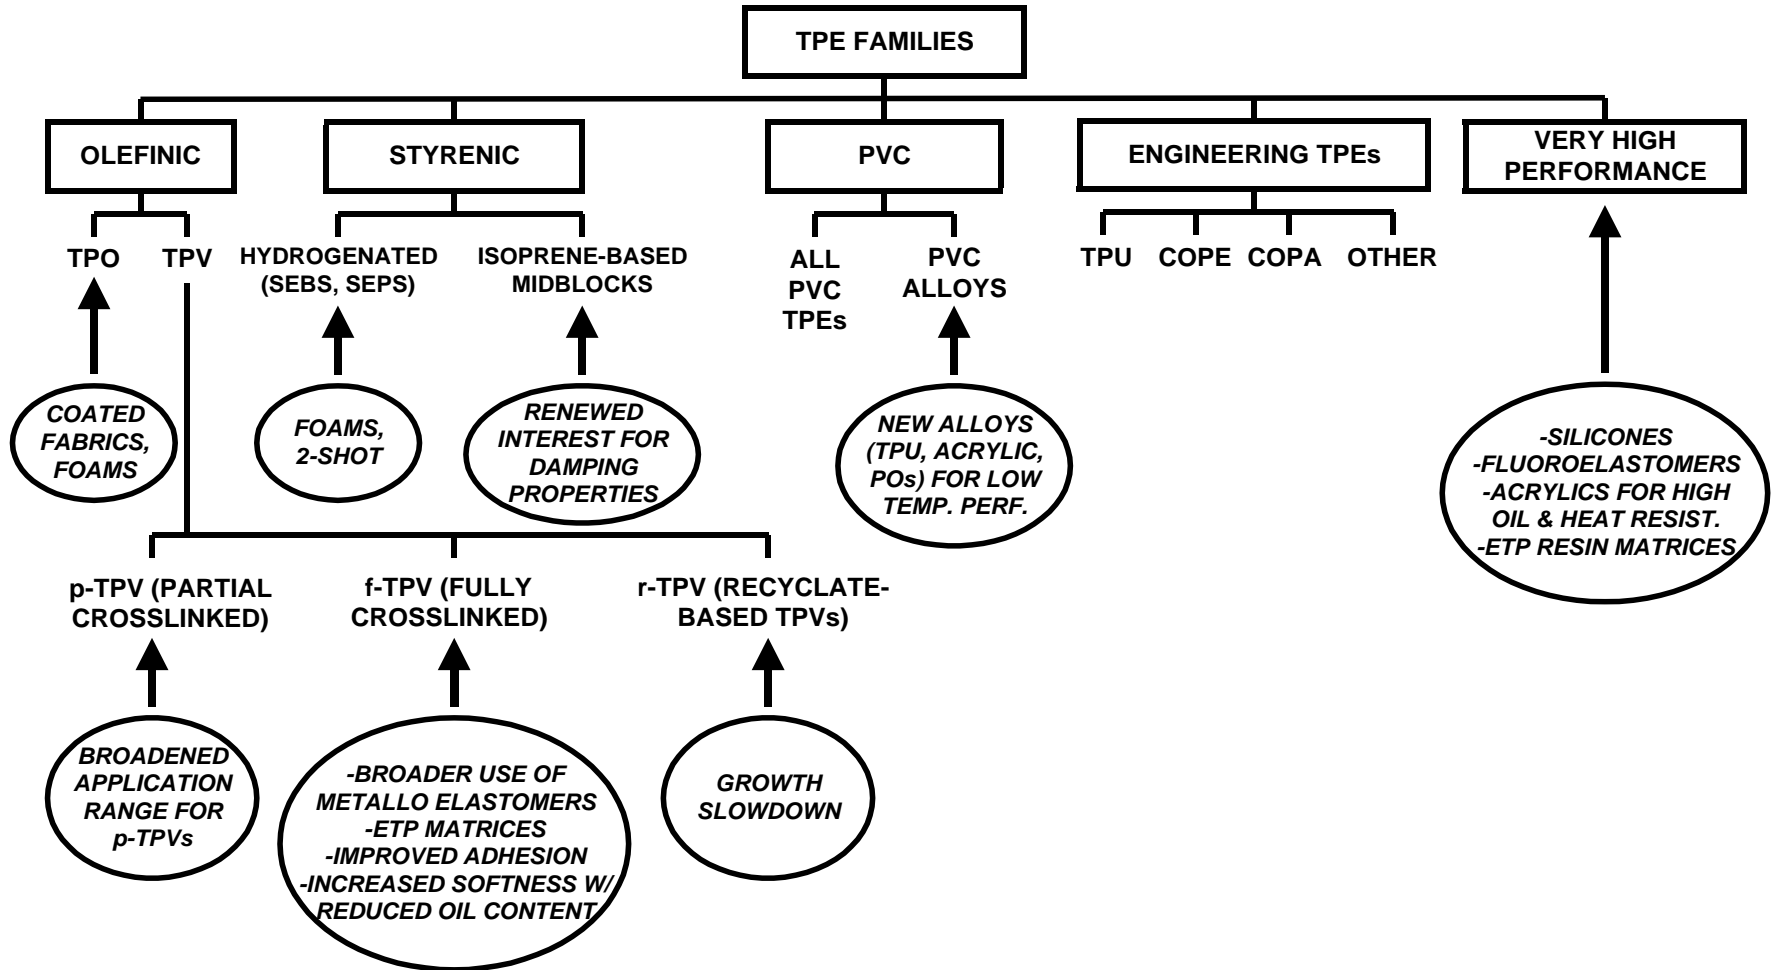 TPE FAMILIES
OLEFINIC
STYRENIC
PVC
ENGINEERING TPEs
VERY HIGH
PERFORMANCE
TPO
TPV
HYDROGENATED
(SEBS, SEPS)
ISOPRENE-BASED
MIDBLOCKS
ALL
PVC
TPEs
PVC
ALLOYS
TPU
COPE
COPA
OTHER
COATED
FABRICS,
FOAMS
FOAMS,
2-SHOT
RENEWED
INTEREST FOR
DAMPING
PROPERTIES
NEW ALLOYS
(TPU, ACRYLIC,
POs) FOR LOW
TEMP. PERF.
-SILICONES
-FLUOROELASTOMERS
-ACRYLICS FOR HIGH
OIL & HEAT RESIST.
-ETP RESIN MATRICES
p-TPV (PARTIAL
CROSSLINKED)
f-TPV (FULLY
CROSSLINKED)
r-TPV (RECYCLATE-
BASED TPVs)
BROADENED
APPLICATION
RANGE FOR
p-TPVs
-BROADER USE OF
METALLO ELASTOMERS
-ETP MATRICES
-IMPROVED ADHESION
-INCREASED SOFTNESS W/
REDUCED OIL CONTENT
GROWTH
SLOWDOWN